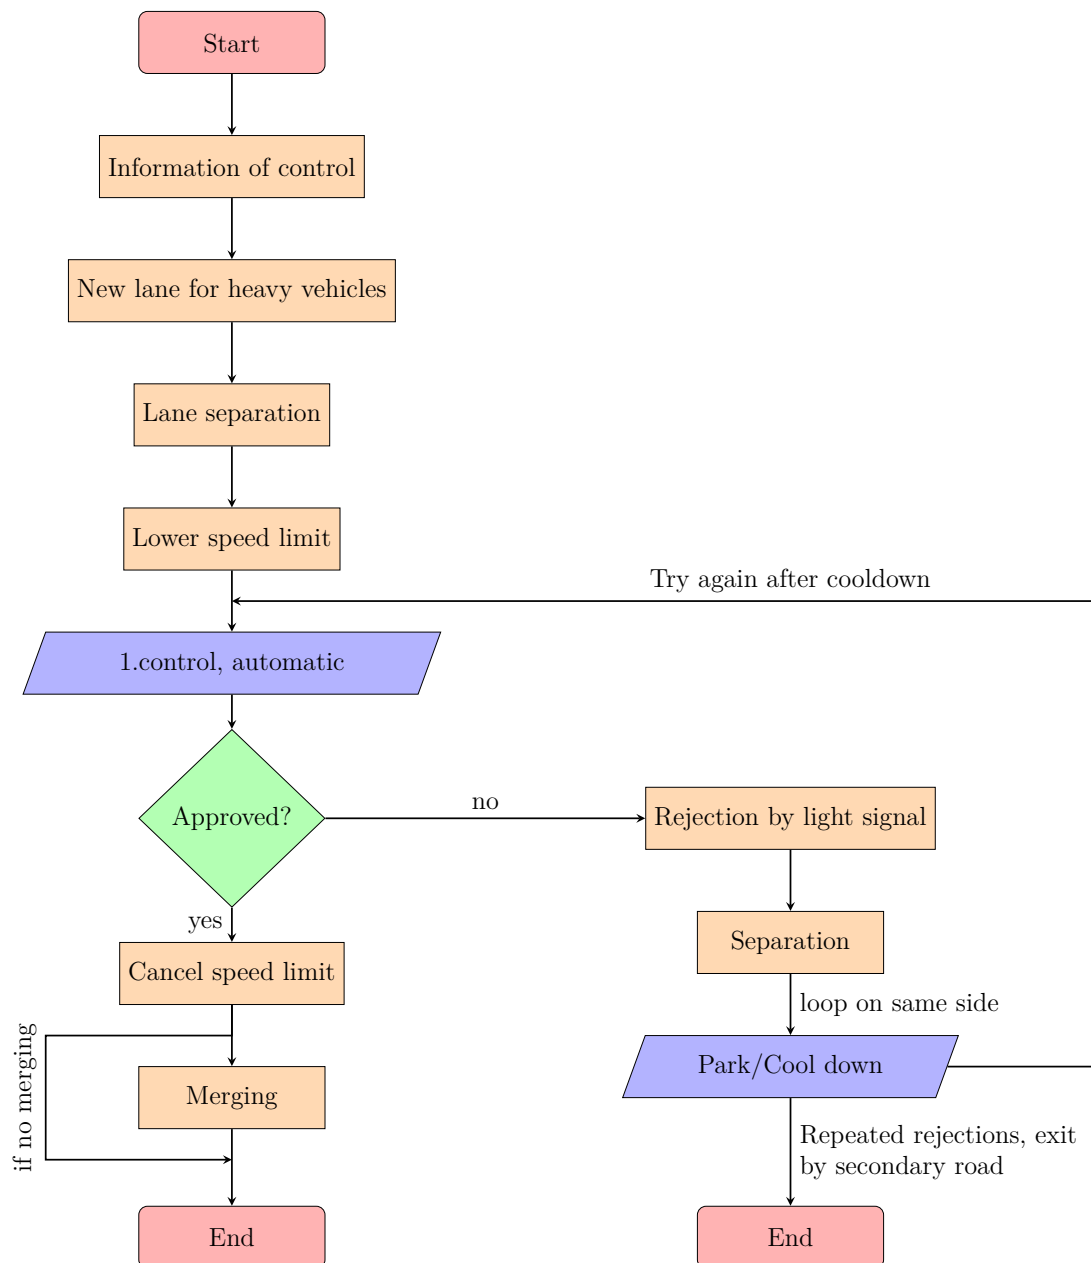 Start
Information of control
New lane for heavy vehicles
Lane separation
Lower speed limit
Try again after cooldown
1.control, automatic
Approved?
no
Rejection by light signal
yes
Separation
Cancel speed limit
loop on same side
if no merging
Park/Cool down
Merging
Repeated rejections, exit
by secondary road
End
End